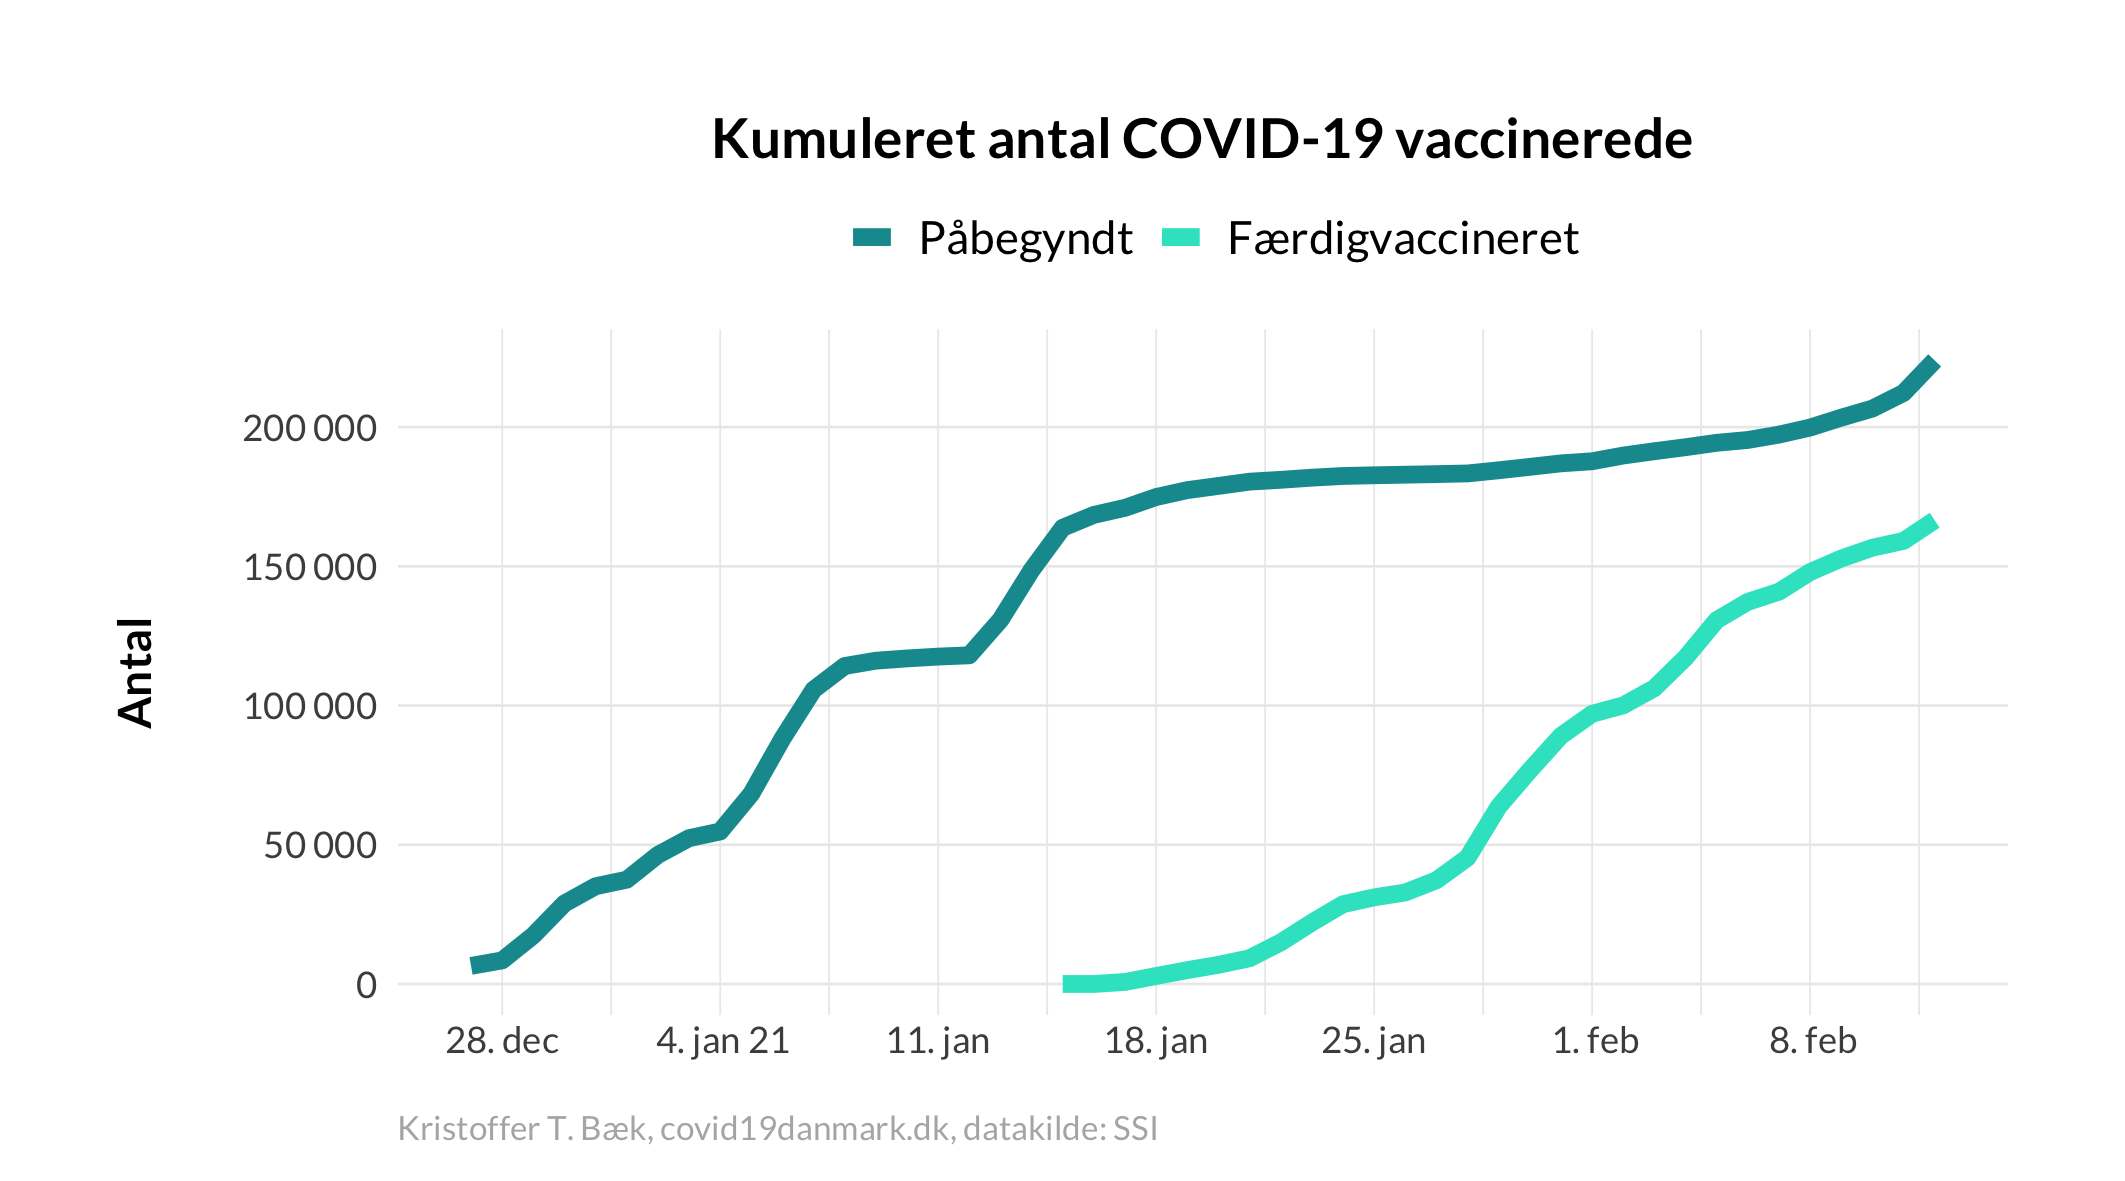 Kumuleret antal COVID-19 vaccinerede
Påbegyndt Færdigvaccineret
Antal
200 000
150 000
100 000
50 000
0
28. dec 4. jan 21 11. jan 18. jan 25. jan 1. feb 8. feb
Kristoffer T. Bæk, covid19danmark.dk, datakilde: SSI